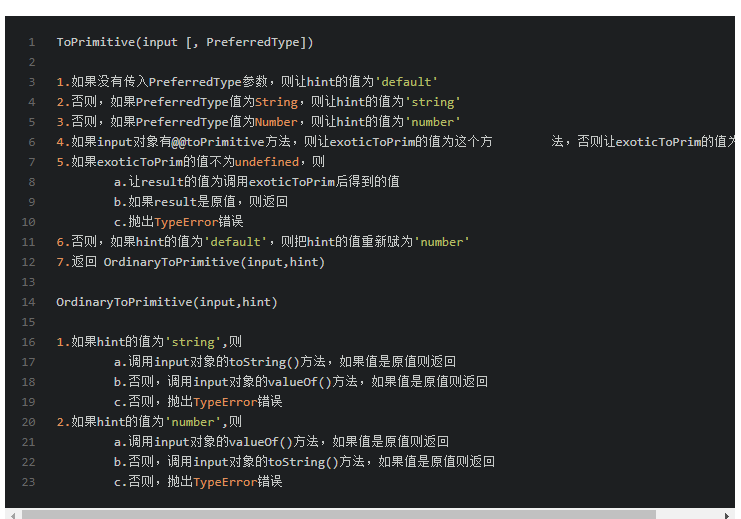 1 ToPrimitive(input [, PreferredType])
2
3 1.如果没有传入PreferredType参数，则让hint的值为'default'
4 2.否则，如果PreferredType值为String，则让hint的值为'string'
5 3.否则，如果PreferredType值为Number，则让hint的值为'number'
6 4.如果input对象有@@toPrimitive方法，则让exoticToPrim的值为这个方 法，否则让exoticToPrim的值为
7 5.如果exoticToPrim的值不为undefined，则
8 a.让result的值为调用exoticToPrim后得到的值
9 b.如果result是原值，则返回
10 c.抛出TypeError错误
11 6.否则，如果hint的值为'default'，则把hint的值重新赋为'number'
12 7.返回 OrdinaryToPrimitive(input,hint)
13
14 OrdinaryToPrimitive(input,hint)
15
16 1.如果hint的值为'string',则
17 a.调用input对象的toString()方法，如果值是原值则返回
18 b.否则，调用input对象的valueOf()方法，如果值是原值则返回
19 c.否则，抛出TypeError错误
20 2.如果hint的值为'number',则
21 a.调用input对象的valueOf()方法，如果值是原值则返回
22 b.否则，调用input对象的toString()方法，如果值是原值则返回
23 c.否则，抛出TypeError错误